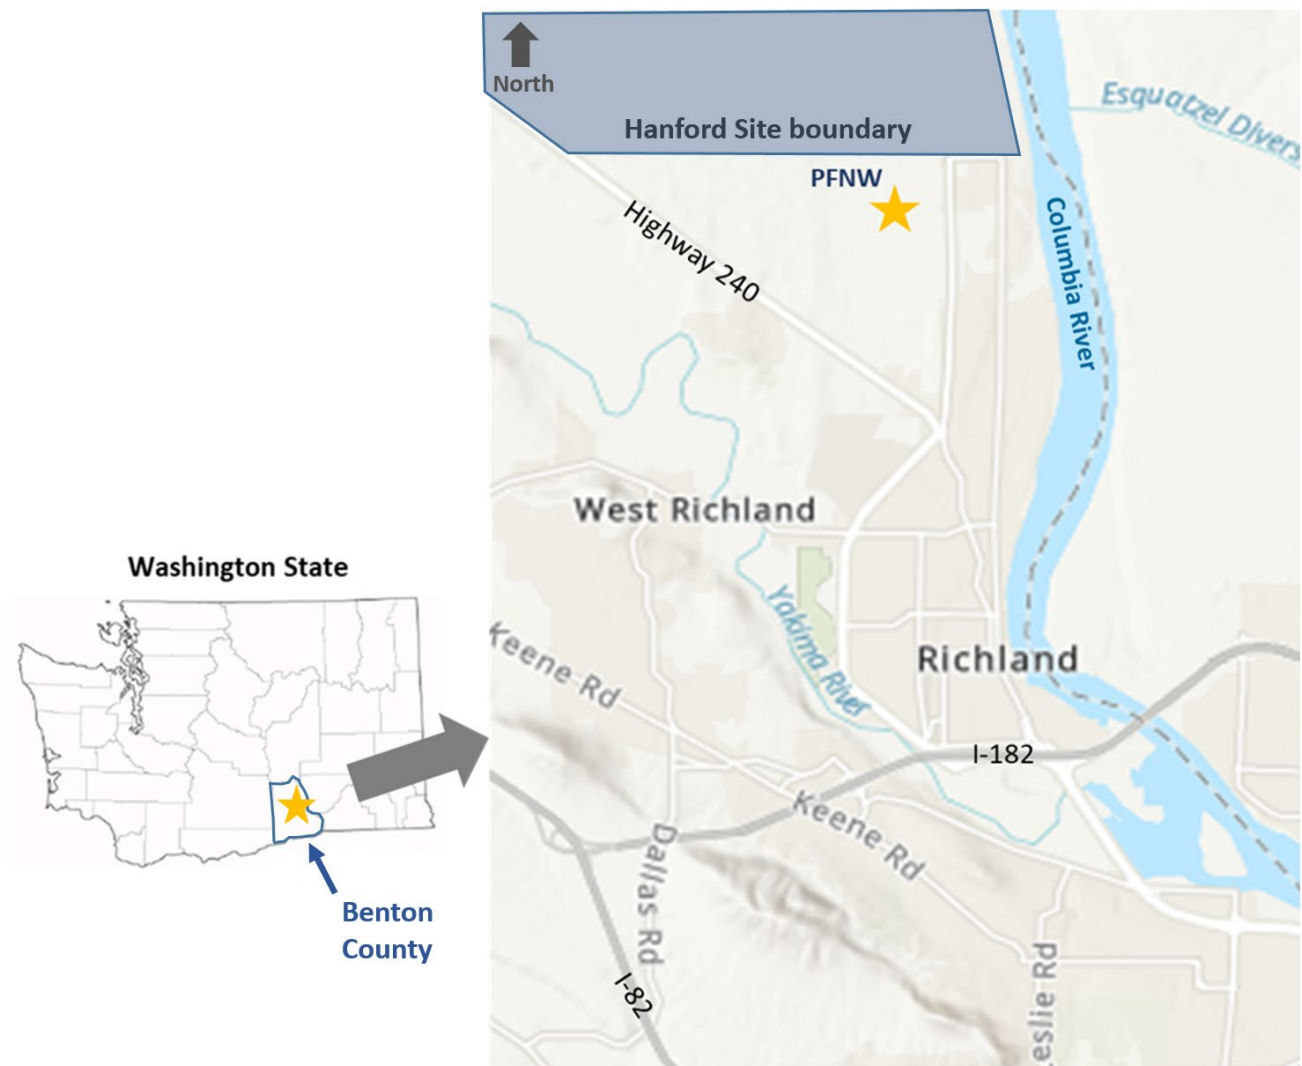 North
Hanford Site boundary
Esquatzel Divers
PFNW
Highway 240
Columbia River
West Richland
Washington State
Yakima River
Keene Rd
Richland
I-182
Keene Rd
Dallas Rd
Benton
County
I-82
eslie Rd